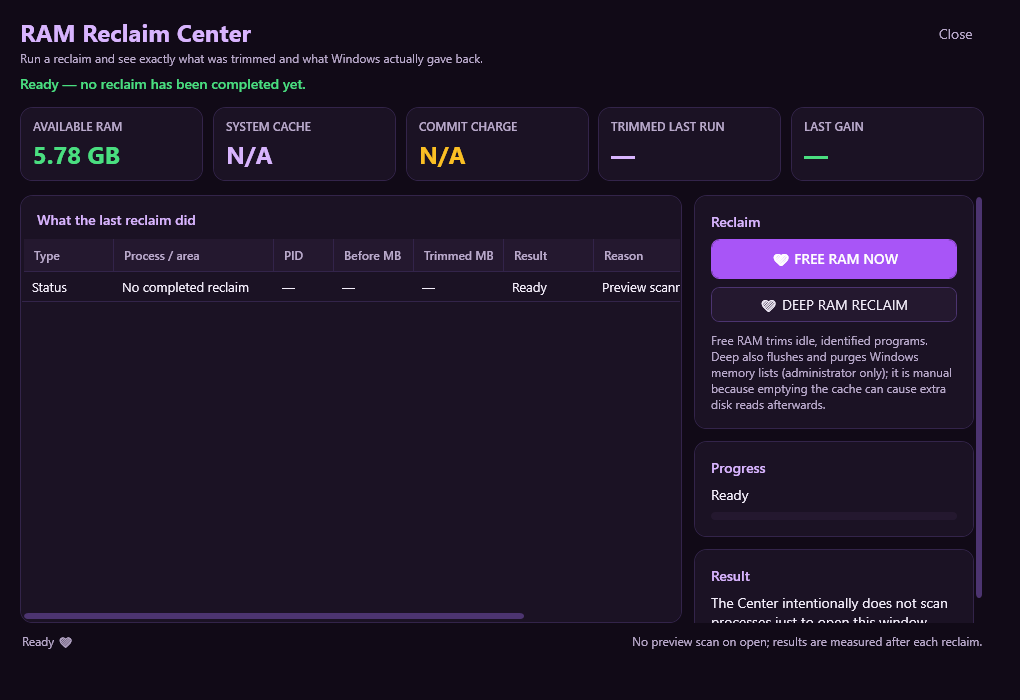 RAM Reclaim Center
Close
Run a reclaim and see exactly what was trimmed and what Windows actually gave back.
Ready — no reclaim has been completed yet.
AVAILABLE RAM
5.78 GB
SYSTEM CACHE
N/A
COMMIT CHARGE
N/A
TRIMMED LAST RUN
—
LAST GAIN
—
What the last reclaim did
Type Process / area PID Before MB Trimmed MB Result Reason
Status No completed reclaim — — — Ready Preview scanr
Reclaim
FREE RAM NOW
DEEP RAM RECLAIM
Free RAM trims idle, identified programs.
Deep also flushes and purges Windows
memory lists (administrator only); it is manual
because emptying the cache can cause extra
disk reads afterwards.
Progress
Ready
Result
The Center intentionally does not scan
processes just to open this window.
Ready
No preview scan on open; results are measured after each reclaim.